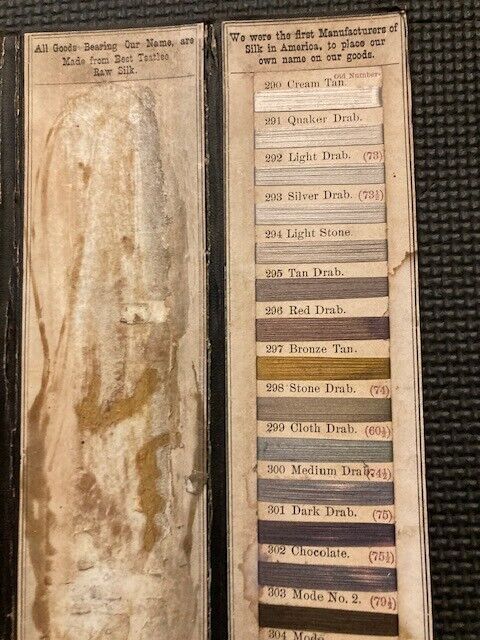 All Goods Bearing Our Name, are
Made from Best Tsatlee
Raw Silk.
We were the first Manufacturers of
Silk in America, to place our
own name on our goods.
Old Number.
290 Cream Tan.
291 Quaker Drab.
292 Light Drab. (73)
293 Silver Drab. (73½)
294 Light Stone.
295 Tan Drab.
296 Red Drab.
297 Bronze Tan.
298 Stone Drab. (74)
299 Cloth Drab. (60½)
300 Medium Drab. (74½)
301 Dark Drab. (75)
302 Chocolate. (75½)
303 Mode No. 2. (79½)
304 Mode